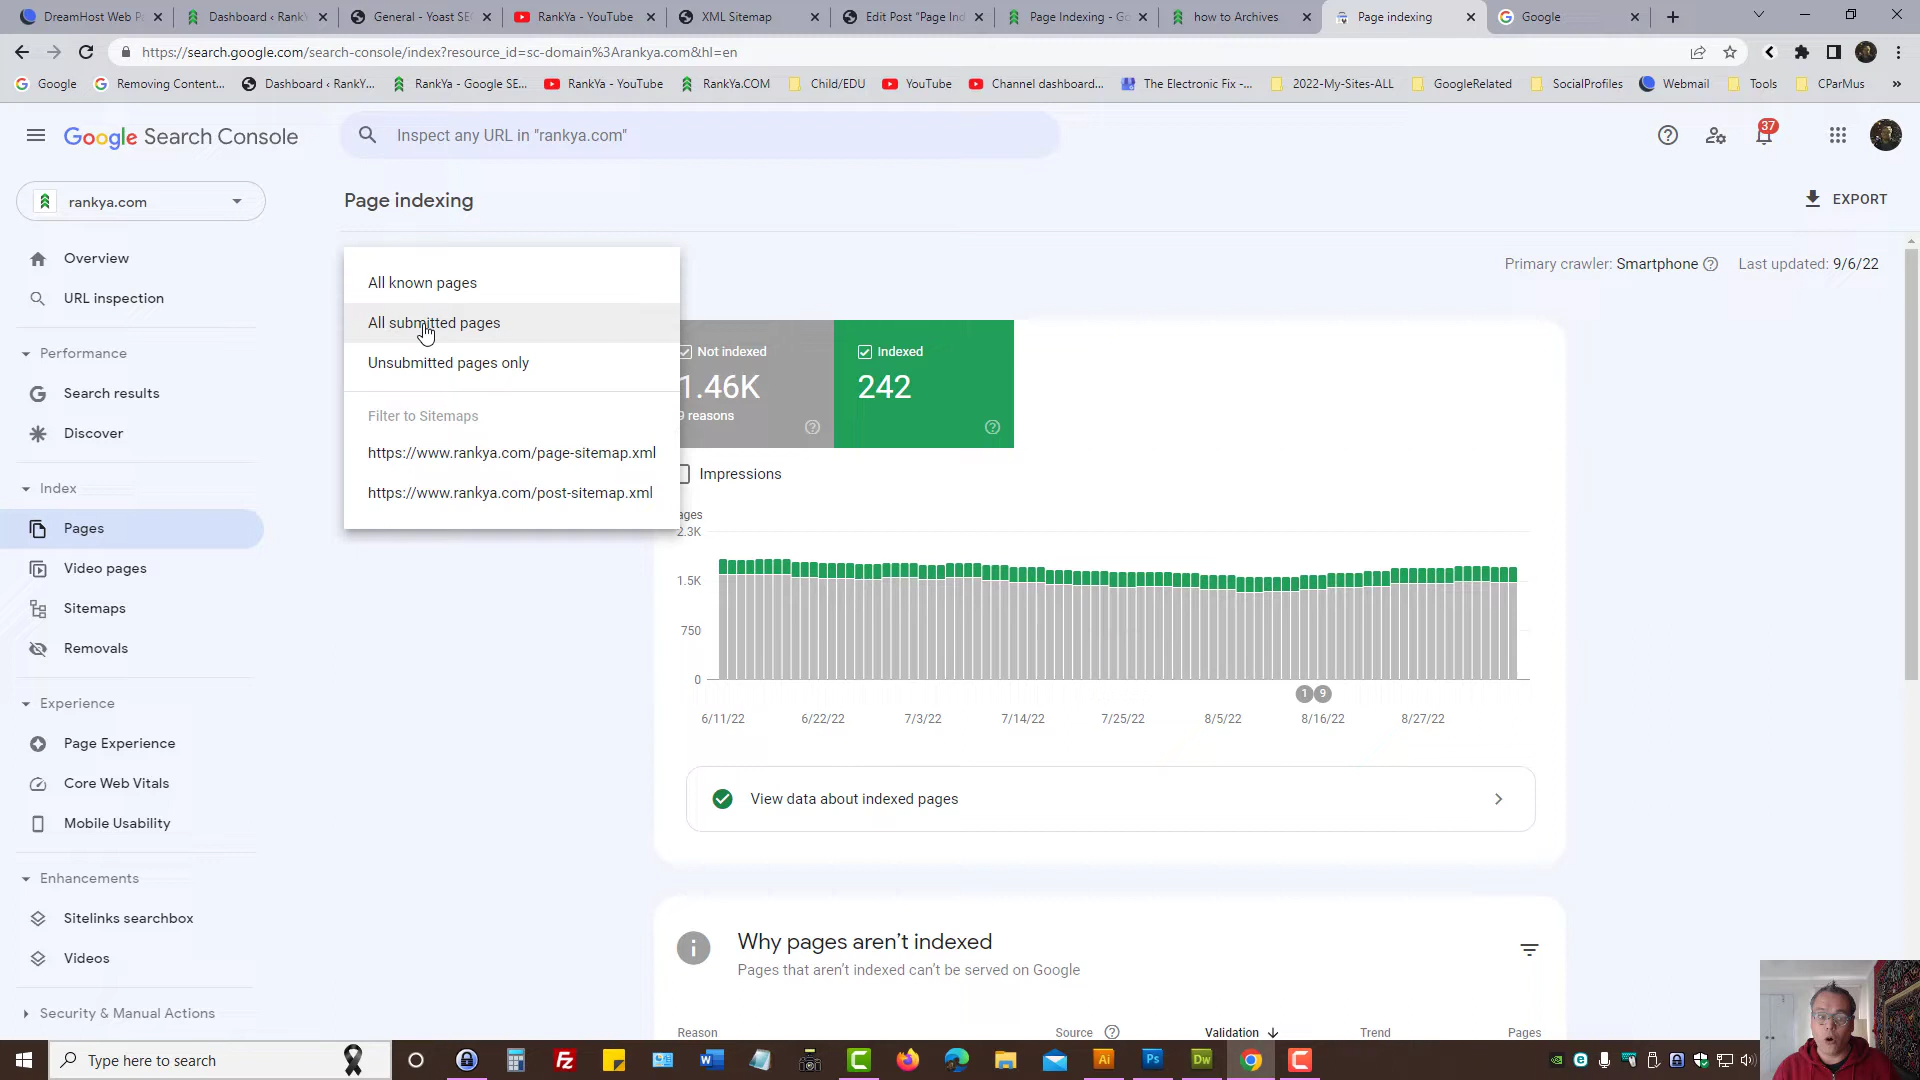 DreamHost Web P
Dashboard ‹ Rank
General - Yoast SE
RankYa - YouTube
XML Sitemap
Edit Post "Page Ind
Page Indexing - Go
how to Archives
Page indexing
Google
https://search.google.com/search-console/index?resource_id=sc-domain%3Arankya.com&hl=en
Google
Removing Content...
Dashboard ‹ RankY...
RankYa - Google SE...
RankYa - YouTube
RankYa.COM
Child/EDU
YouTube
Channel dashboard...
The Electronic Fix -...
2022-My-Sites-ALL
GoogleRelated
SocialProfiles
Webmail
Tools
CParMus
»
Google Search Console
Inspect any URL in "rankya.com"
37
rankya.com
Page indexing
EXPORT
Overview
URL inspection
Performance
Search results
Discover
Index
Pages
Video pages
Sitemaps
Removals
Experience
Page Experience
Core Web Vitals
Mobile Usability
Enhancements
Sitelinks searchbox
Videos
Security & Manual Actions
All known pages
All submitted pages
Unsubmitted pages only
Filter to Sitemaps
https://www.rankya.com/page-sitemap.xml
https://www.rankya.com/post-sitemap.xml
Primary crawler: Smartphone
Last updated: 9/6/22
Not indexed
1.46K
9 reasons
Indexed
242
Impressions
ages
2.3K
1.5K
750
0
1 9
6/11/22
6/22/22
7/3/22
7/14/22
7/25/22
8/5/22
8/16/22
8/27/22
View data about indexed pages
Why pages aren't indexed
Pages that aren't indexed can't be served on Google
Reason
Source
Validation
Trend
Pages
Type here to search